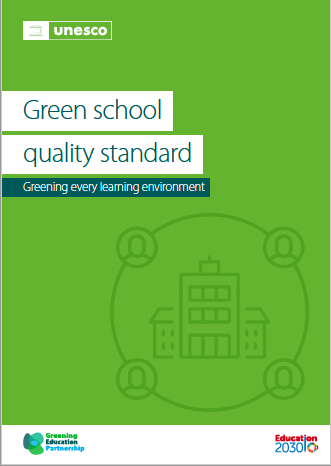 unesco
Green school
quality standard
Greening every learning environment
Greening
Education
Partnership
Education
2030